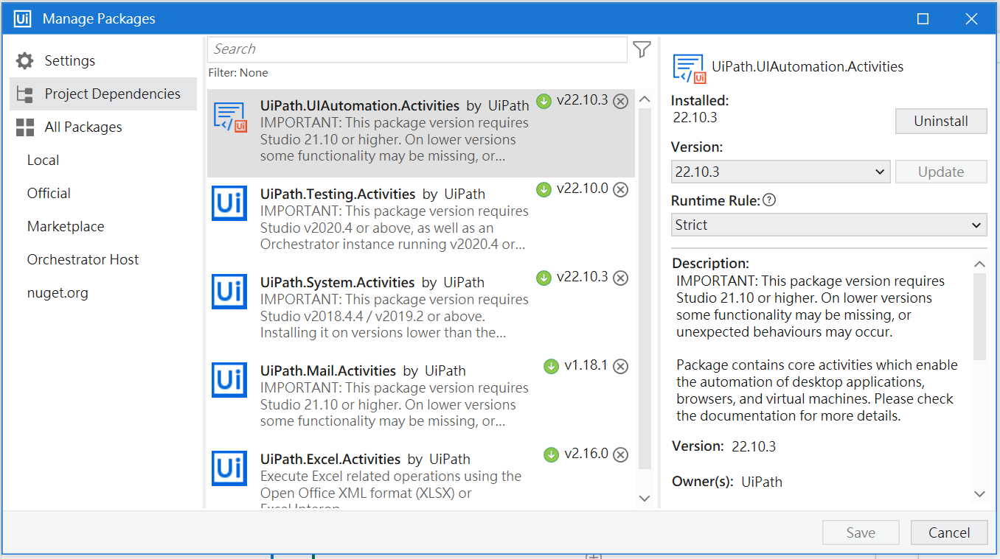 Ui Manage Packages
Settings
Project Dependencies
All Packages
Local
Official
Marketplace
Orchestrator Host
nuget.org
Search
Filter: None
UiPath.UIAutomation.Activities by UiPath v22.10.3
IMPORTANT: This package version requires
Studio 21.10 or higher. On lower versions
some functionality may be missing, or...
Ui
UiPath.Testing.Activities by UiPath v22.10.0
IMPORTANT: This package version requires
Studio v2020.4 or above, as well as an
Orchestrator instance running v2020.4 or...
Ui
UiPath.System.Activities by UiPath v22.10.3
IMPORTANT: This package version requires
Studio v2018.4.4 / v2019.2 or above.
Installing it on versions lower than the...
Ui
UiPath.Mail.Activities by UiPath v1.18.1
IMPORTANT: This package version requires
Studio 21.10 or higher. On lower versions
some functionality may be missing, or...
Ui
UiPath.Excel.Activities by UiPath v2.16.0
Execute Excel related operations using the
Open Office XML format (XLSX) or
Excel Interop
Ui
UiPath.UIAutomation.Activities
Installed:
22.10.3
Uninstall
Version:
22.10.3 Update
Runtime Rule: ?
Strict
Description:
IMPORTANT: This package version requires
Studio 21.10 or higher. On lower versions
some functionality may be missing, or
unexpected behaviours may occur.
Package contains core activities which enable
the automation of desktop applications,
browsers, and virtual machines. Please check
the documentation for more details.
Version: 22.10.3
Owner(s): UiPath
Save Cancel